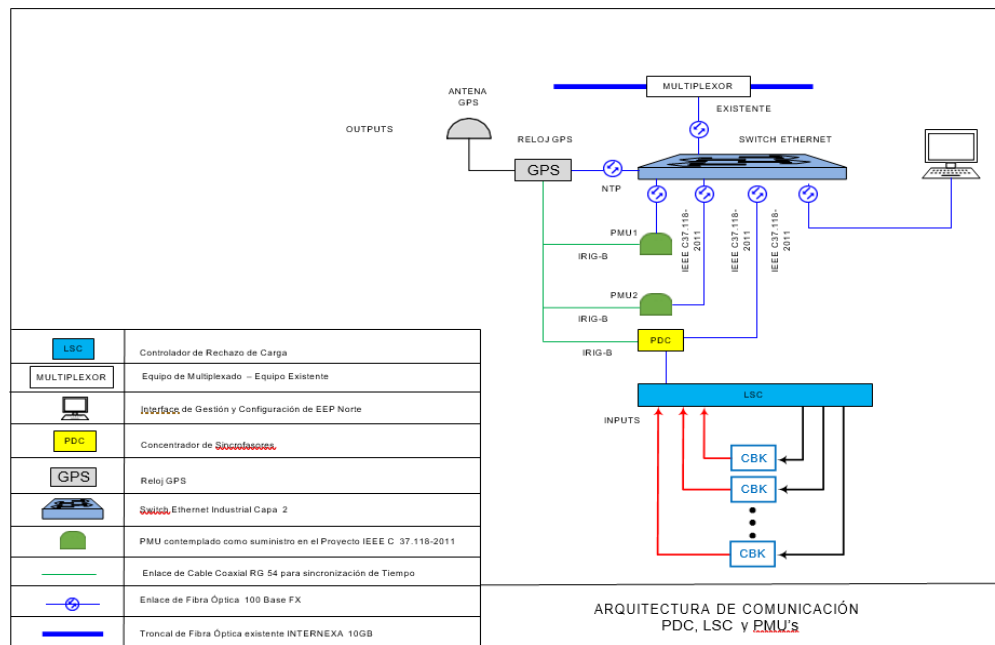 MULTIPLEXOR
EXISTENTE
ANTENA
GPS
OUTPUTS
RELOJ GPS
SWITCH ETHERNET
GPS
NTP
PMU1
IRIG-B
IEEE C37.118-
2011
IEEE C37.118-
2011
IEEE C37.118-
2011
PMU2
IRIG-B
PDC
IRIG-B
LSC
INPUTS
CBK
CBK
CBK
LSC
Controlador de Rechazo de Carga
MULTIPLEXOR
Equipo de Multiplexado – Equipo Existente
Interface de Gestión y Configuración de EEP Norte
PDC
Concentrador de Sincrofasores.
GPS
Reloj GPS
Switch Ethernet Industrial Capa 2
PMU contemplado como suministro en el Proyecto IEEE C 37.118-2011
Enlace de Cable Coaxial RG 54 para sincronización de Tiempo
Enlace de Fibra Óptica 100 Base FX
Troncal de Fibra Óptica existente INTERNEXA 10GB
ARQUITECTURA DE COMUNICACIÓN
PDC, LSC y PMU's